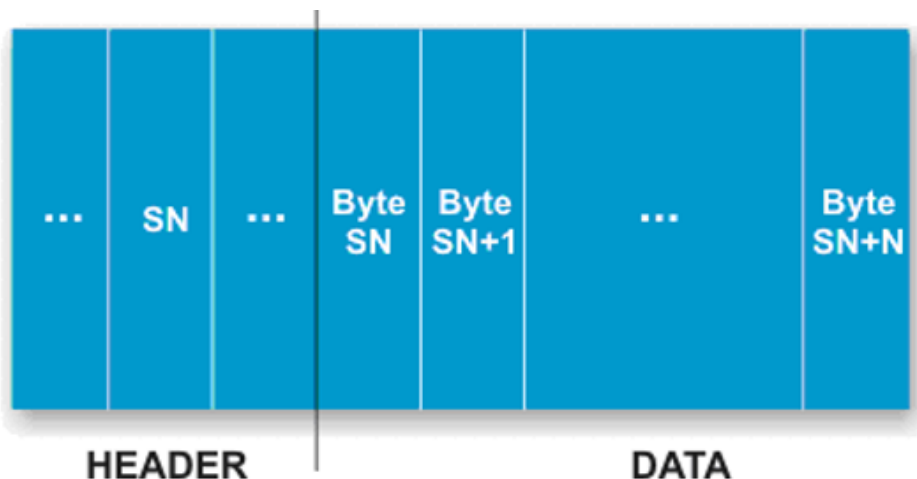 ... SN ... Byte SN Byte SN+1 ... Byte SN+N
HEADER DATA